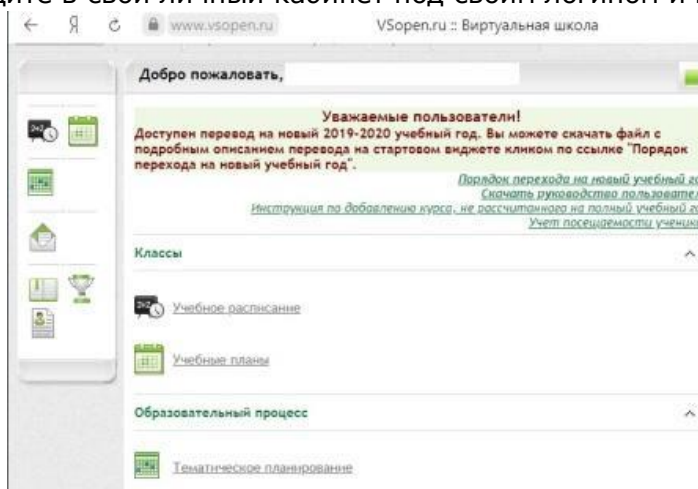 дите в свой личный кабинет под своим логином и
www.vsopen.ru VSopen.ru :: Виртуальная школа
Добро пожаловать,
Уважаемые пользователи!
Доступен перевод на новый 2019-2020 учебный год. Вы можете скачать файл с
подробным описанием перевода на стартовом виджете кликом по ссылке "Порядок
перехода на новый учебный год".
Порядок перехода на новый учебный го
Скачать руководство пользовател
Инструкция по добавлению курса, не рассчитанного на полный учебный го
Учет посещаемости ученик
Классы
Учебное расписание
Учебные планы
Образовательный процесс
Тематическое планирование